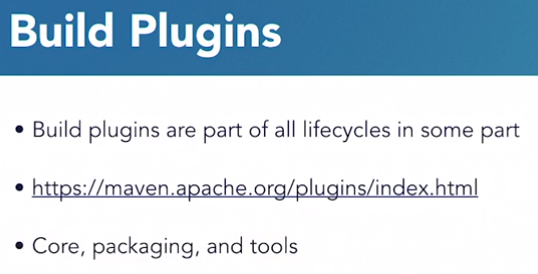 Build Plugins
• Build plugins are part of all lifecycles in some part
• https://maven.apache.org/plugins/index.html
• Core, packaging, and tools